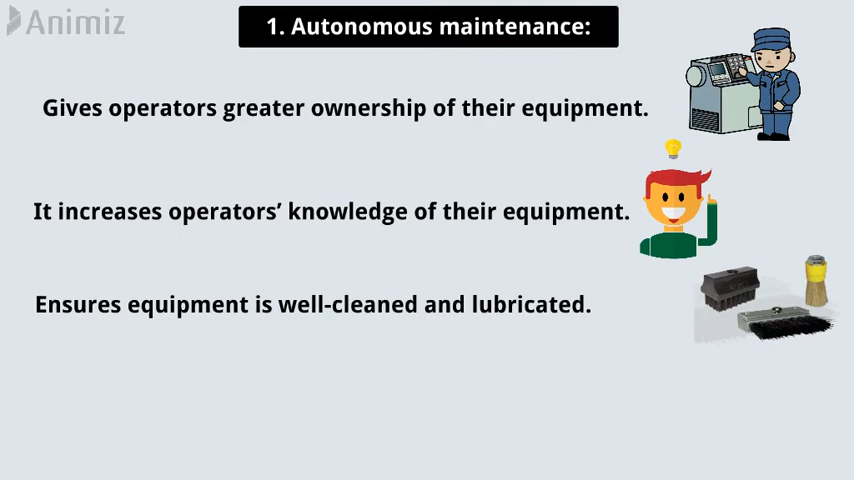 Animiz
1. Autonomous maintenance:
Gives operators greater ownership of their equipment.
It increases operators’ knowledge of their equipment.
Ensures equipment is well-cleaned and lubricated.